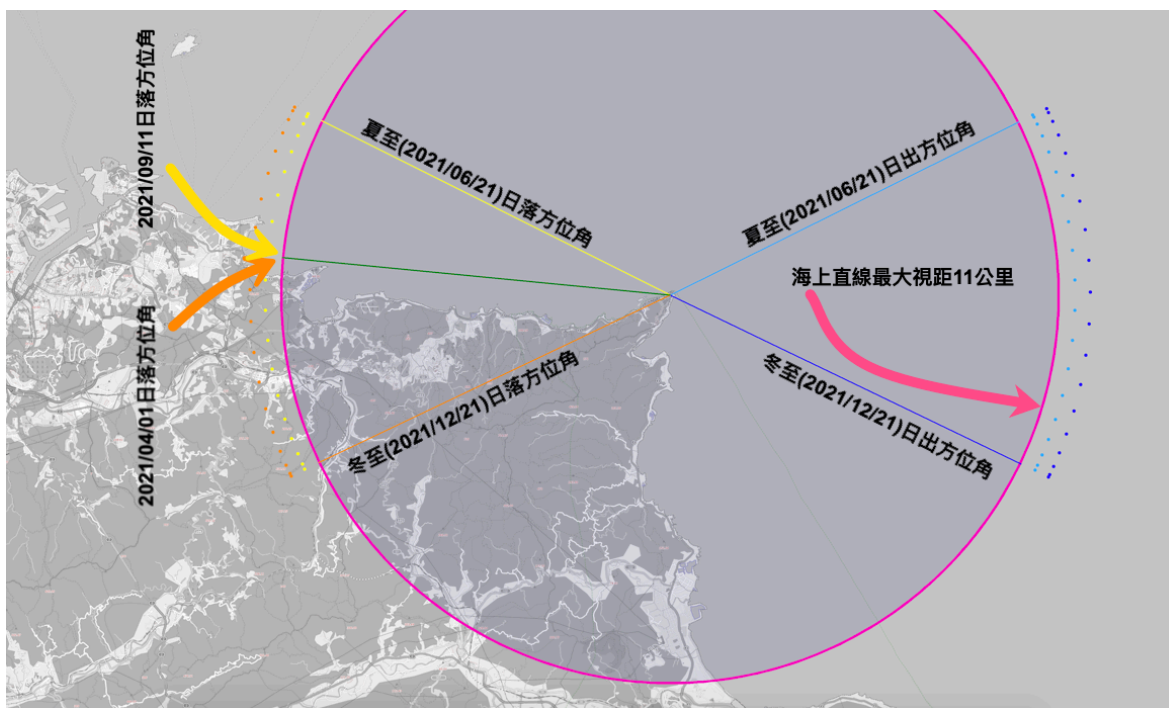 2021/09/11日落方位角
2021/04/01日落方位角
夏至(2021/06/21)日落方位角
冬至(2021/12/21)日落方位角
夏至(2021/06/21)日出方位角
海上直線最大視距11公里
冬至(2021/12/21)日出方位角